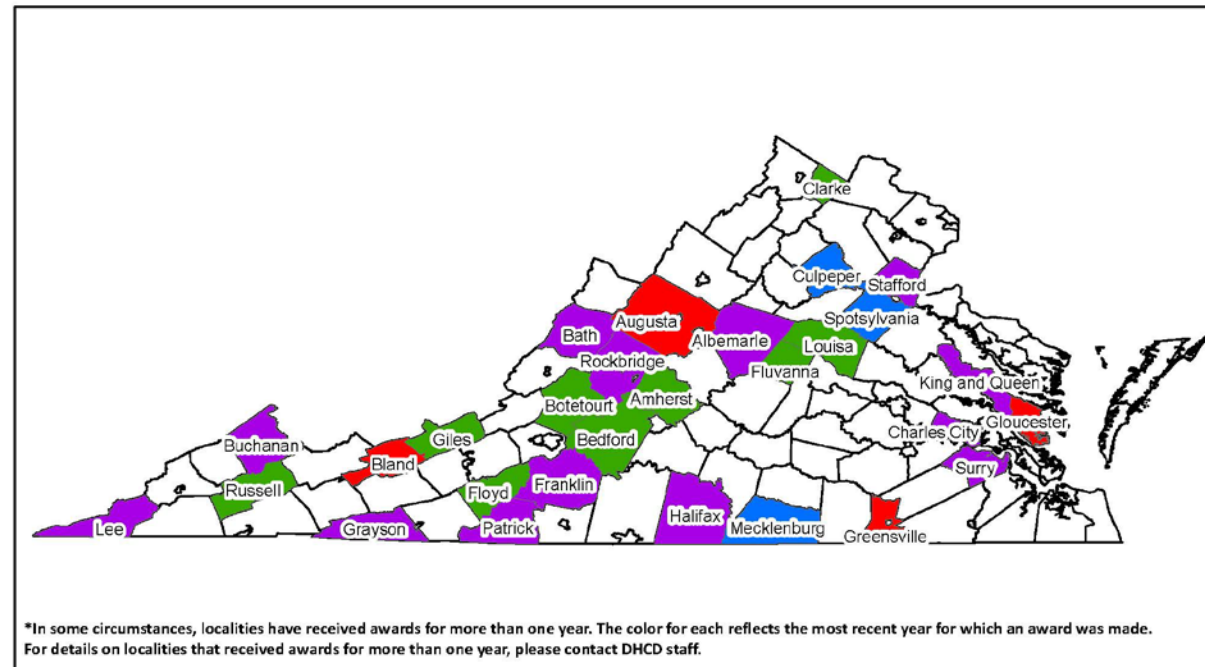 Clarke
Culpeper
Stafford
Spotsylvania
Augusta
Bath
Albemarle
Louisa
Rockbridge
Fluvanna
King and Queen
Amherst
Botetourt
Gloucester
Charles City
Buchanan
Giles
Bedford
Bland
Surry
Russell
Floyd
Franklin
Halifax
Lee
Grayson
Patrick
Mecklenburg
Greensville
*In some circumstances, localities have received awards for more than one year. The color for each reflects the most recent year for which an award was made.
For details on localities that received awards for more than one year, please contact DHCD staff.